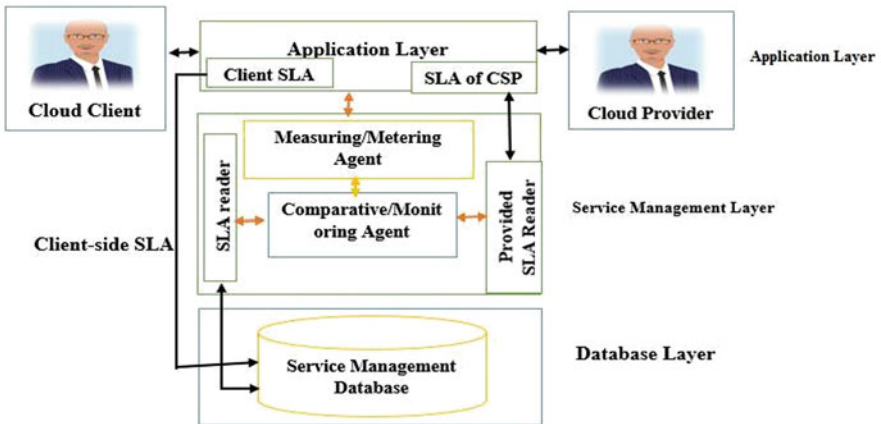 Application Layer
Client SLA
SLA of CSP
Cloud Client
Cloud Provider
Application Layer
Measuring/Metering
Agent
SLA reader
Comparative/Monit
oring Agent
Provided
SLA Reader
Service Management Layer
Client-side SLA
Service Management
Database
Database Layer